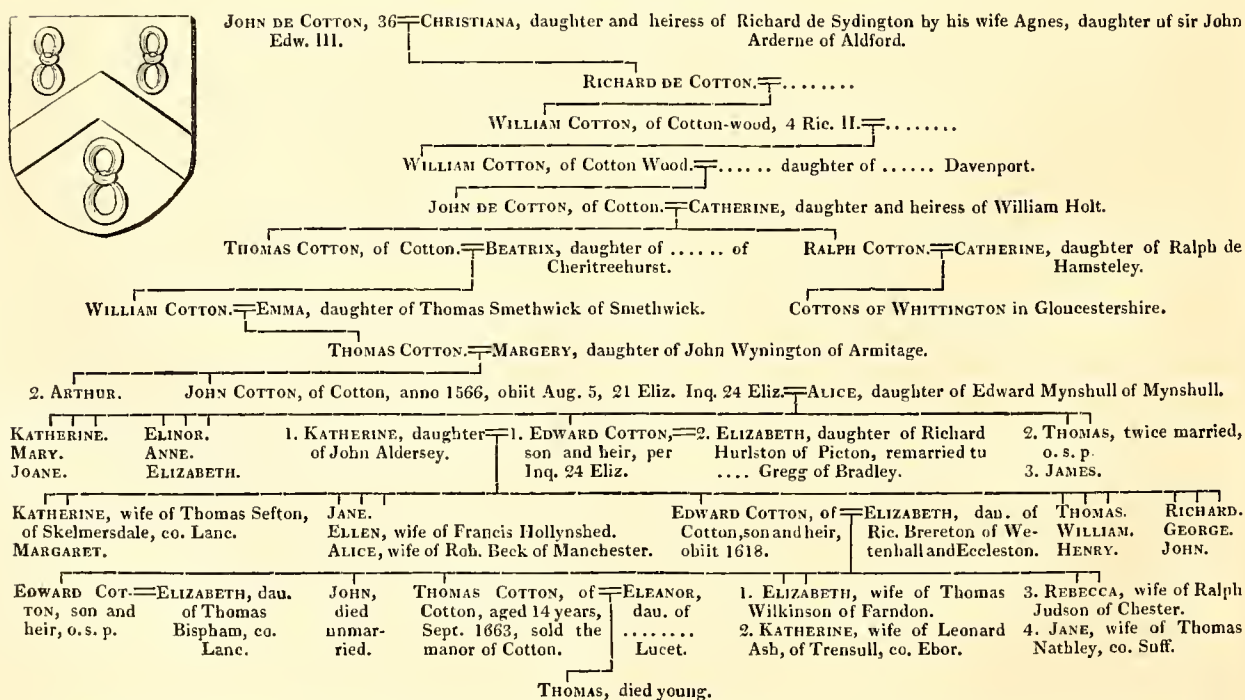 JOHN DE COTTON, 36 CHRISTIANA, daughter and heiress of Richard de Sydington by his wife Agnes, daughter of sir John
Edw. III. Arderne of Aldford.
RICHARD DE COTTON. ........
WILLIAM COTTON, of Cotton-wood, 4 Ric. II. ........
WILLIAM COTTON, of Cotton Wood. ...... daughter of ...... Davenport.
JOHN DE COTTON, of Cotton. CATHERINE, daughter and heiress of William Holt.
THOMAS COTTON, of Cotton. BEATRIX, daughter of ...... of
Cheritreehurst.
RALPH COTTON. CATHERINE, daughter of Ralph de
Hamsteley.
WILLIAM COTTON. EMMA, daughter of Thomas Smethwick of Smethwick.
COTTONS OF WHITTINGTON in Gloucestershire.
THOMAS COTTON. MARGERY, daughter of John Wynington of Armitage.
2. ARTHUR. JOHN COTTON, of Cotton, anno 1566, obiit Aug. 5, 21 Eliz. Inq. 24 Eliz. ALICE, daughter of Edward Mynshull of Mynshull.
KATHERINE.
MARY.
JOANE.
ELINOR.
ANNE.
ELIZABETH.
1. KATHERINE, daughter
of John Aldersey.
1. EDWARD COTTON,
son and heir, per
Inq. 24 Eliz.
2. ELIZABETH, daughter of Richard
Hurlston of Picton, remarried to
.... Gregg of Bradley.
2. THOMAS, twice married,
o. s. p.
3. JAMES.
KATHERINE, wife of Thomas Sefton,
of Skelmersdale, co. Lanc.
MARGARET.
JANE.
ELLEN, wife of Francis Hollynshed.
ALICE, wife of Rob. Beck of Manchester.
EDWARD COTTON, of
Cotton, son and heir,
obiit 1618.
ELIZABETH, dau. of
Ric. Brereton of We-
tenhall and Eccleston.
THOMAS.
WILLIAM.
HENRY.
RICHARD.
GEORGE.
JOHN.
EDWARD COT-
TON, son and
heir, o. s. p.
ELIZABETH, dau.
of Thomas
Bispham, co.
Lanc.
JOHN,
died
unmar-
ried.
THOMAS COTTON, of
Cotton, aged 14 years,
Sept. 1663, sold the
manor of Cotton.
ELEANOR,
dau. of
........
Lucet.
1. ELIZABETH, wife of Thomas
Wilkinson of Farndon.
2. KATHERINE, wife of Leonard
Ash, of Trensull, co. Ebor.
3. REBECCA, wife of Ralph
Judson of Chester.
4. JANE, wife of Thomas
Nathley, co. Suff.
THOMAS, died young.